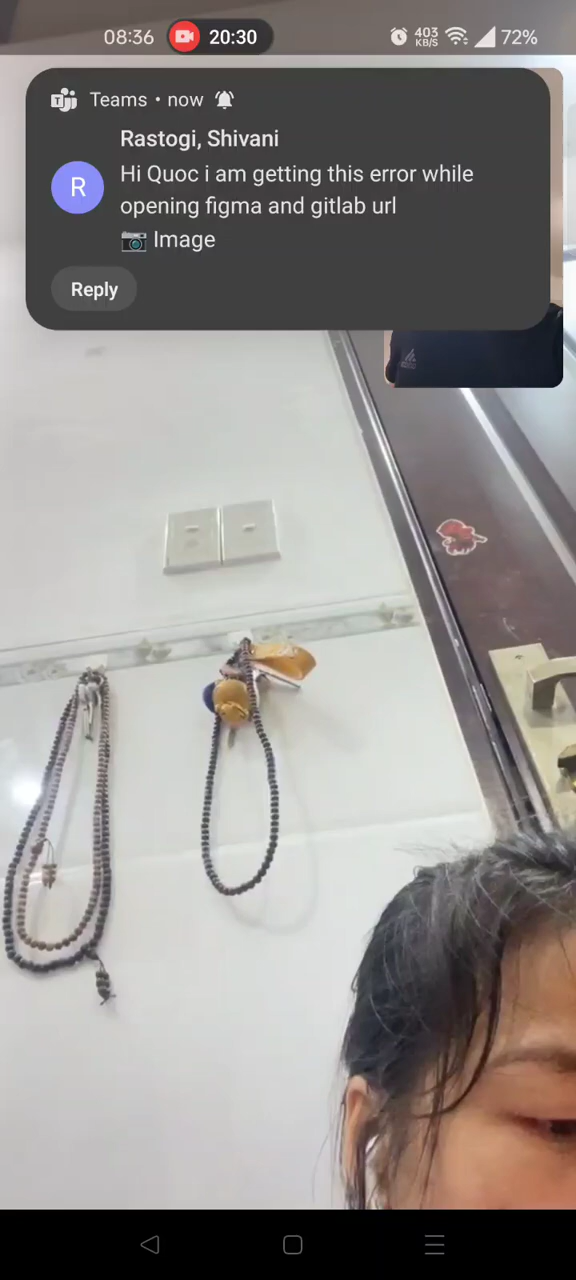 08:36 20:30 403 KB/S 72%
Teams • now
Rastogi, Shivani
R
Hi Quoc i am getting this error while
opening figma and gitlab url
📷 Image
Reply